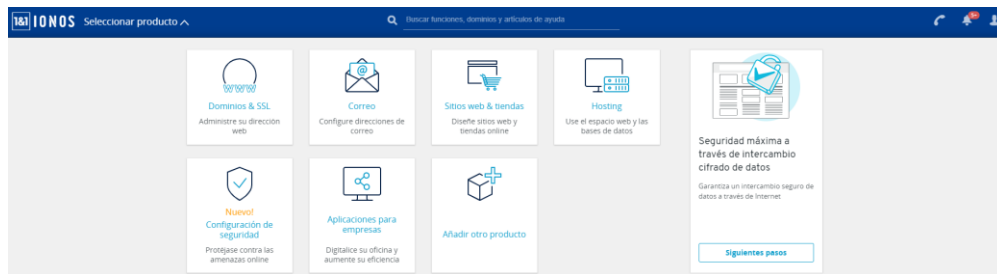 1&1 IONOS Seleccionar producto
Buscar funciones, dominios y artículos de ayuda
9+
www
Dominios & SSL
Administre su dirección
web
@
Correo
Configure direcciones de
correo
Sitios web & tiendas
Diseñe sitios web y
tiendas online
Hosting
Use el espacio web y las
bases de datos
Seguridad máxima a
través de intercambio
cifrado de datos
Garantiza un intercambio seguro de
datos a través de Internet
Siguientes pasos
Nuevo!
Configuración de
seguridad
Protéjase contra las
amenazas online
Aplicaciones para
empresas
Digitalice su oficina y
aumente su eficiencia
Añadir otro producto